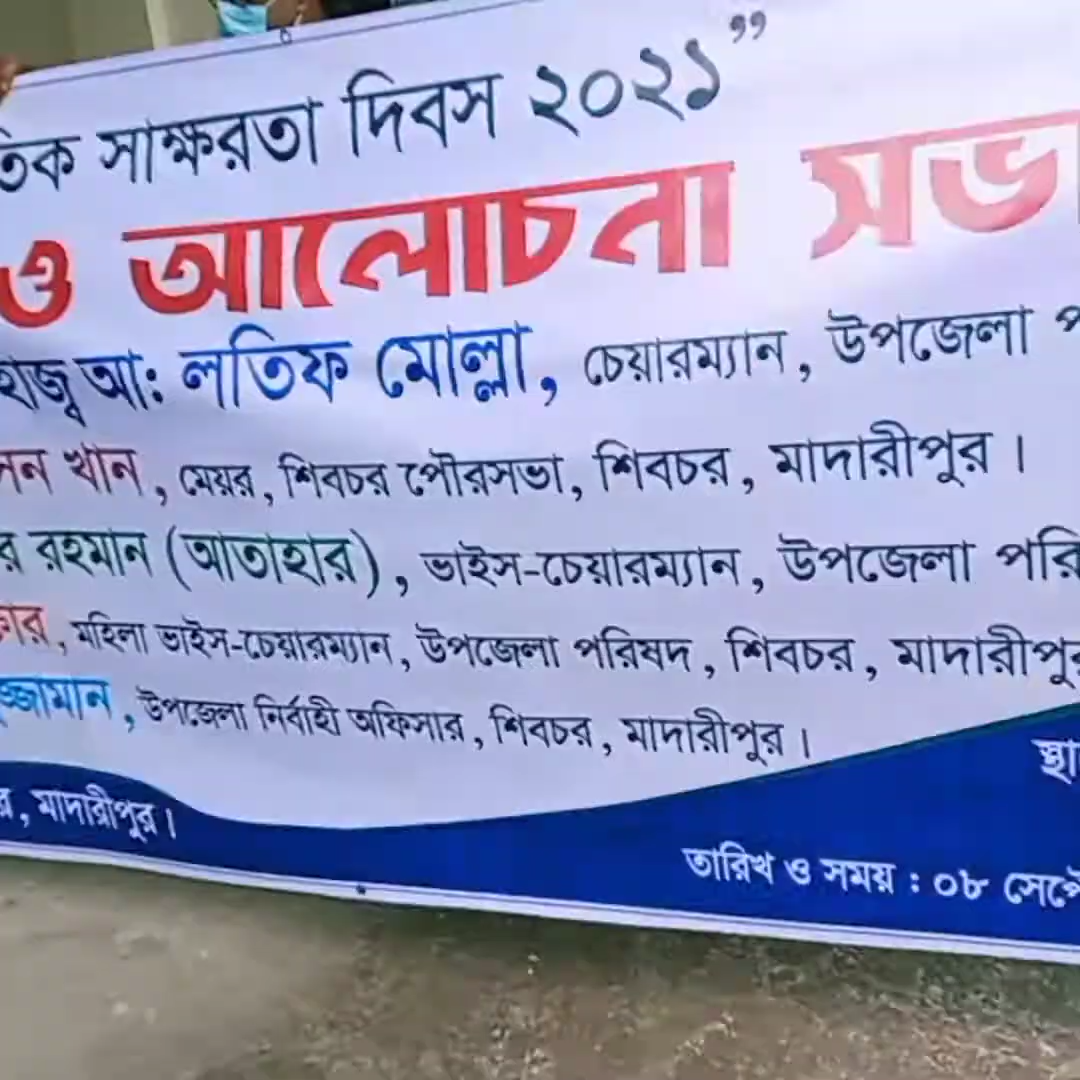 তিক সাক্ষরতা দিবস ২০২১”
ও আলোচনা সভ
হাজ্ব আ: লতিফ মোল্লা, চেয়ারম্যান, উপজেলা প
সন খান, মেয়র, শিবচর পৌরসভা, শিবচর, মাদারীপুর।
র রহমান (আতাহার), ভাইস-চেয়ারম্যান, উপজেলা পরি
ক্তার, মহিলা ভাইস-চেয়ারম্যান, উপজেলা পরিষদ, শিবচর, মাদারীপুর
জ্জামান, উপজেলা নির্বাহী অফিসার, শিবচর, মাদারীপুর।
স্থা
র, মাদারীপুর।
তারিখ ও সময় : ০৮ সেপ্টে